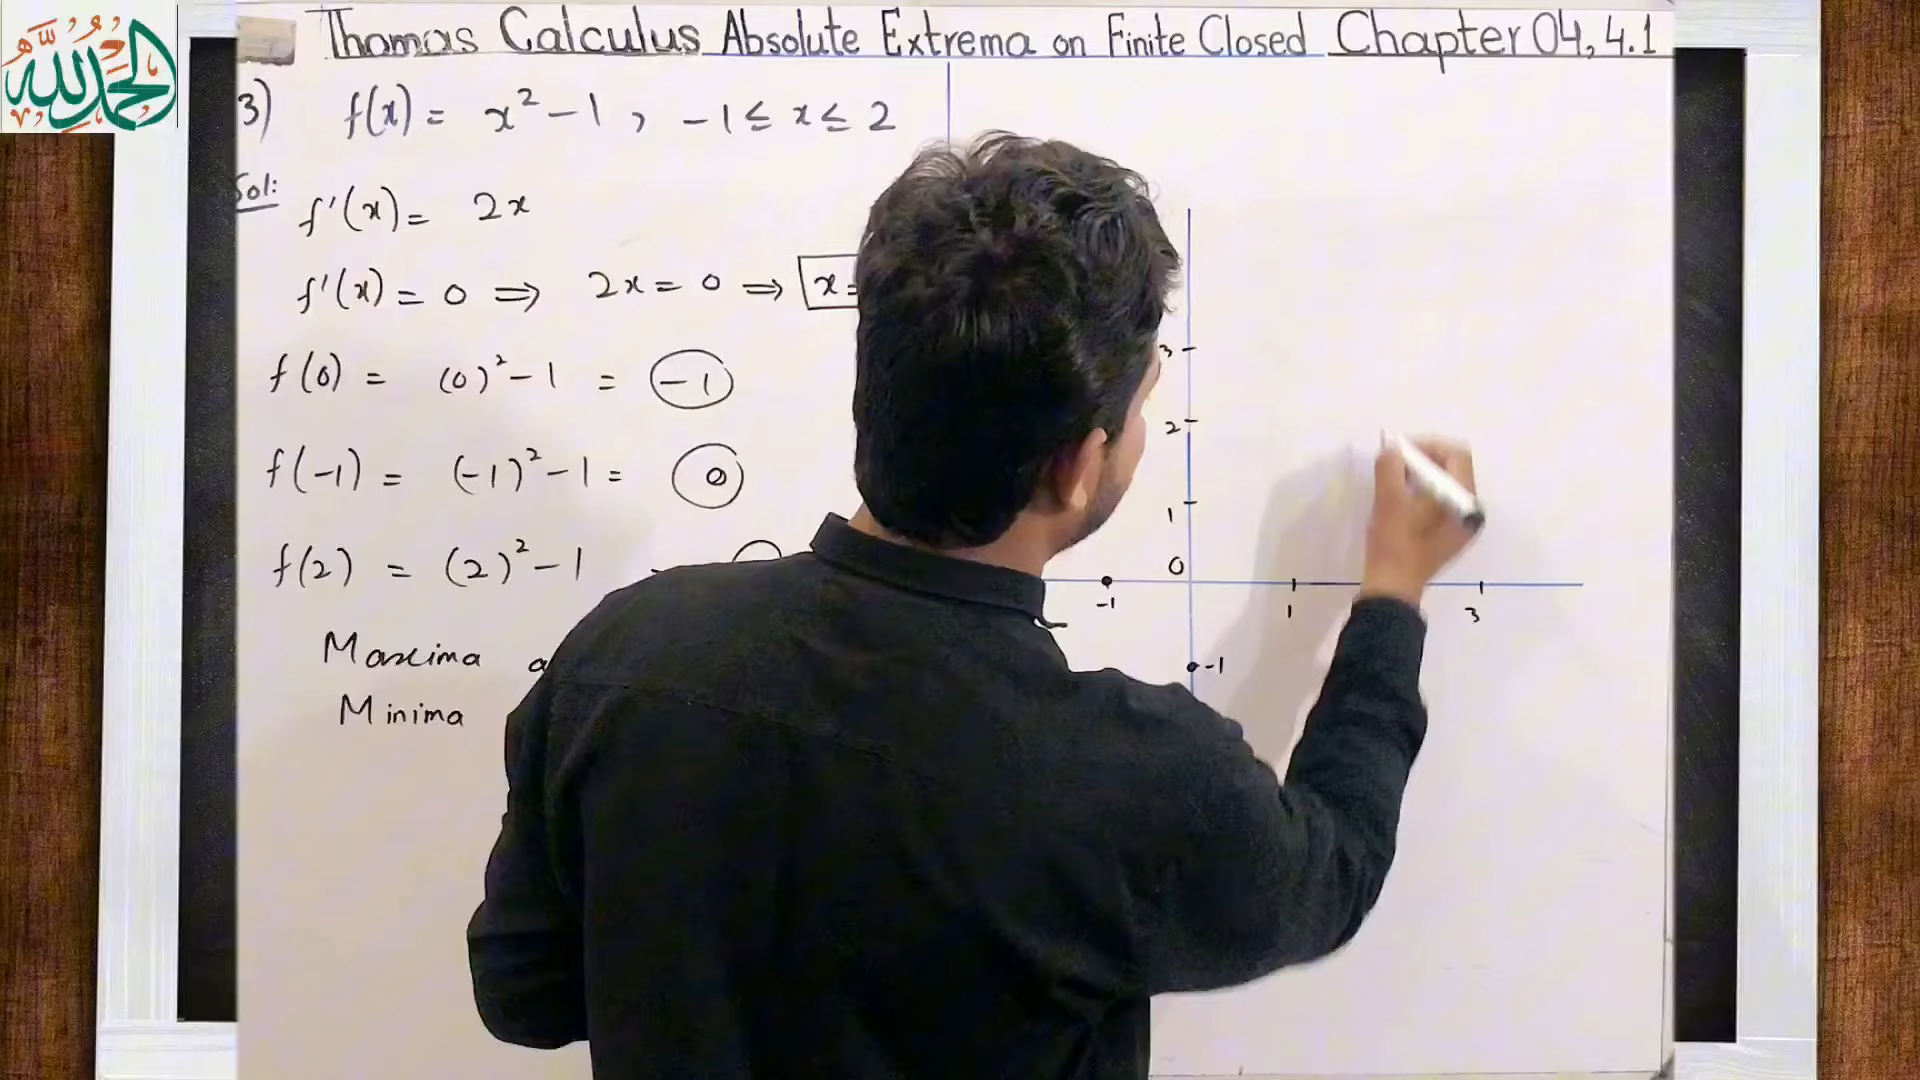 الحمد لله
Thomas Calculus Absolute Extrema on Finite Closed Chapter 04, 4.1
3) f(x) = x² - 1 , -1 ≤ x ≤ 2
Sol:
f'(x) = 2x
f'(x) = 0 ⇒ 2x = 0 ⇒ x =
f(0) = (0)² - 1 = -1
f(-1) = (-1)² - 1 = 0
f(2) = (2)² - 1
Maxima a
Minima
3
2
1
0
-1 1 3
-1